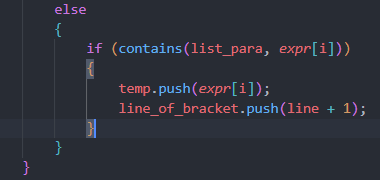 else
{
if (contains(list_para, expr[i]))
{
temp.push(expr[i]);
line_of_bracket.push(line + 1);
}
}
}